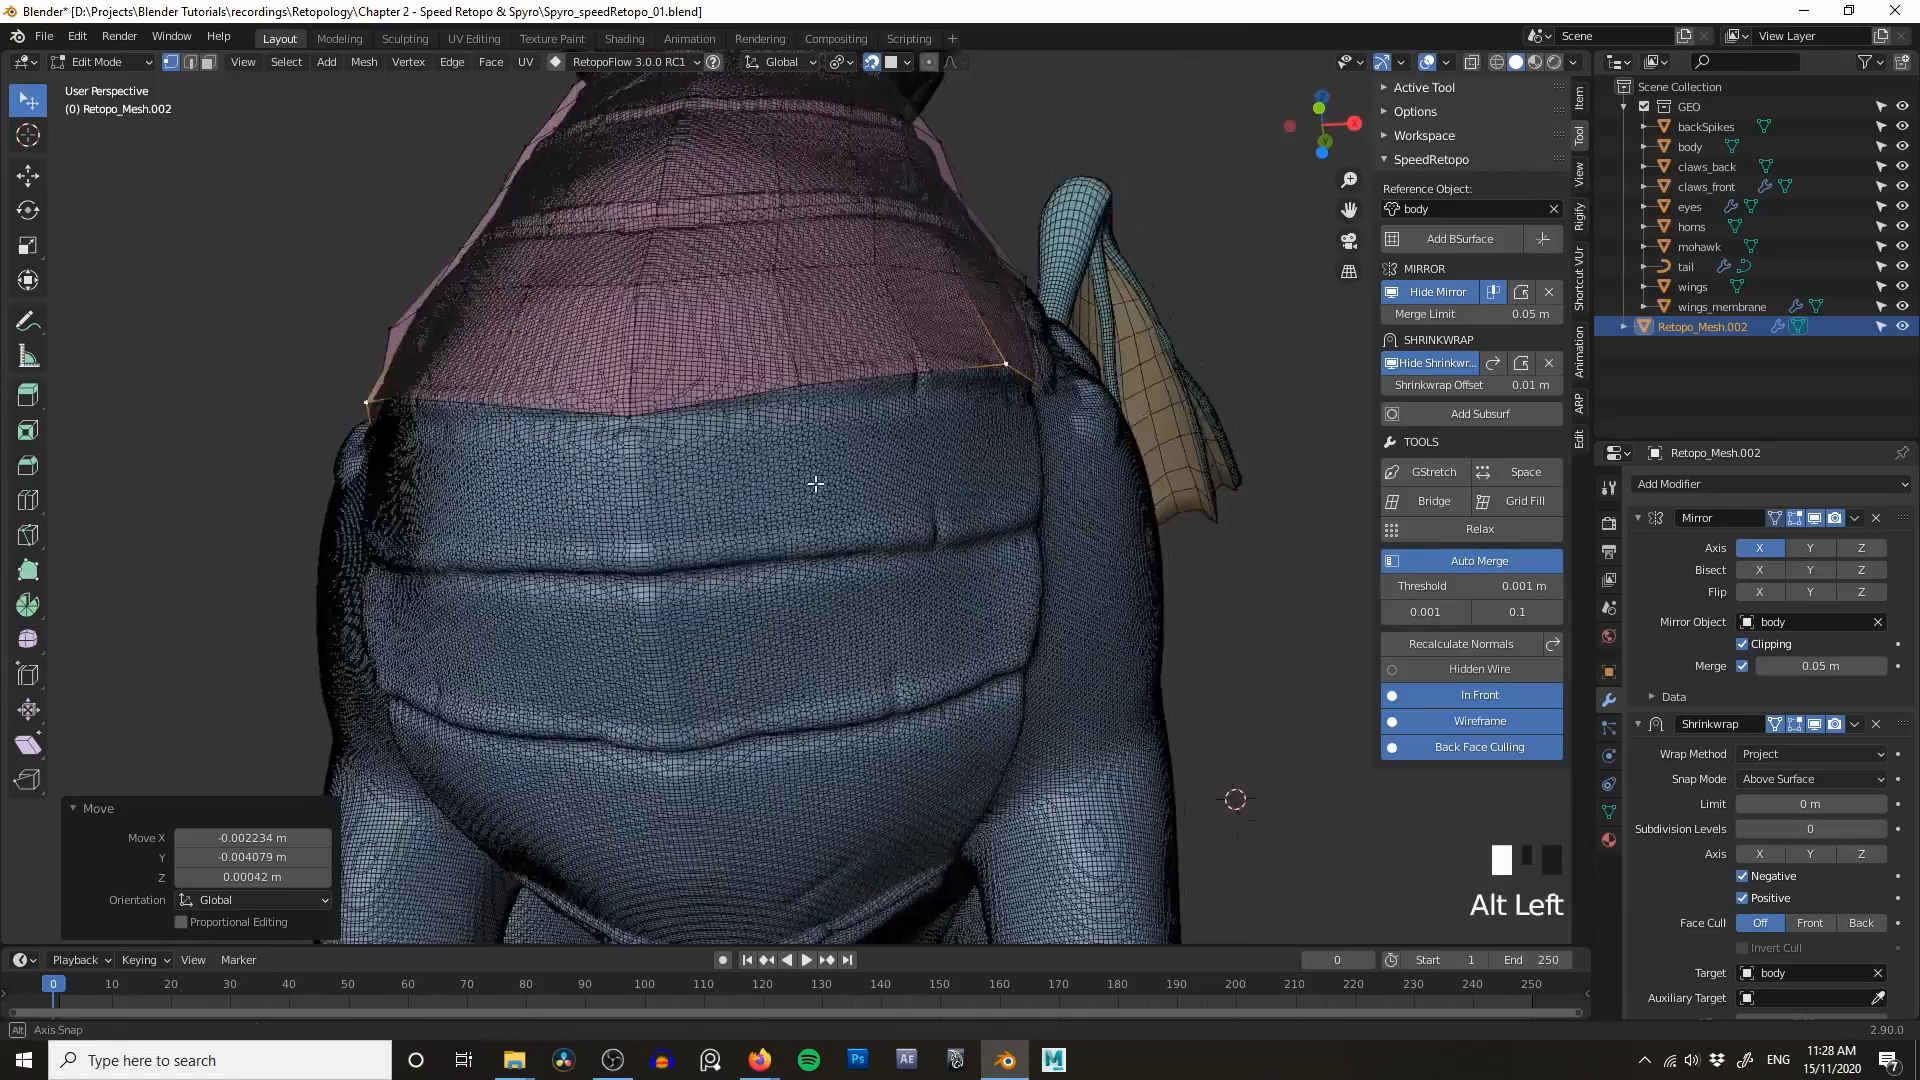 Blender* [D:\Projects\Blender Tutorials\recordings\Retopology\Chapter 2 - Speed Retopo & Spyro\Spyro_speedRetopo_01.blend]
File Edit Render Window Help
Layout Modeling Sculpting UV Editing Texture Paint Shading Animation Rendering Compositing Scripting +
Scene
View Layer
Edit Mode
View Select Add Mesh Vertex Edge Face UV
RetopoFlow 3.0.0 RC1
Global
User Perspective
(0) Retopo_Mesh.002
Active Tool
Options
Workspace
SpeedRetopo
Reference Object:
body
Add BSurface
MIRROR
Hide Mirror
Merge Limit 0.05 m
SHRINKWRAP
Hide Shrinkwr...
Shrinkwrap Offset 0.01 m
Add Subsurf
TOOLS
GStretch Space
Bridge Grid Fill
Relax
Auto Merge
Threshold 0.001 m
0.001 0.1
Recalculate Normals
Hidden Wire
In Front
Wireframe
Back Face Culling
Item
Tool
View
Rigify
Shortcut VUr
Animation
ARP
Edit
Scene Collection
GEO
backSpikes
body
claws_back
claws_front
eyes
horns
mohawk
tail
wings
wings_membrane
Retopo_Mesh.002
Retopo_Mesh.002
Add Modifier
Mirror
Axis X Y Z
Bisect X Y Z
Flip X Y Z
Mirror Object body
Clipping
Merge 0.05 m
Data
Shrinkwrap
Wrap Method Project
Snap Mode Above Surface
Limit 0 m
Subdivision Levels 0
Axis X Y Z
Negative
Positive
Face Cull Off Front Back
Invert Cull
Target body
Auxiliary Target
Move
Move X -0.002234 m
Y -0.004079 m
Z 0.00042 m
Orientation Global
Proportional Editing
Alt Left
Playback Keying View Marker
0
Start 1
End 250
0 10 20 30 40 50 60 70 80 90 100 110 120 130 140 150 160 170 180 190 200 210 220 230 240 250
Alt Axis Snap
2.90.0
Type here to search
Ps
Ae
ENG
11:28 AM
15/11/2020
7